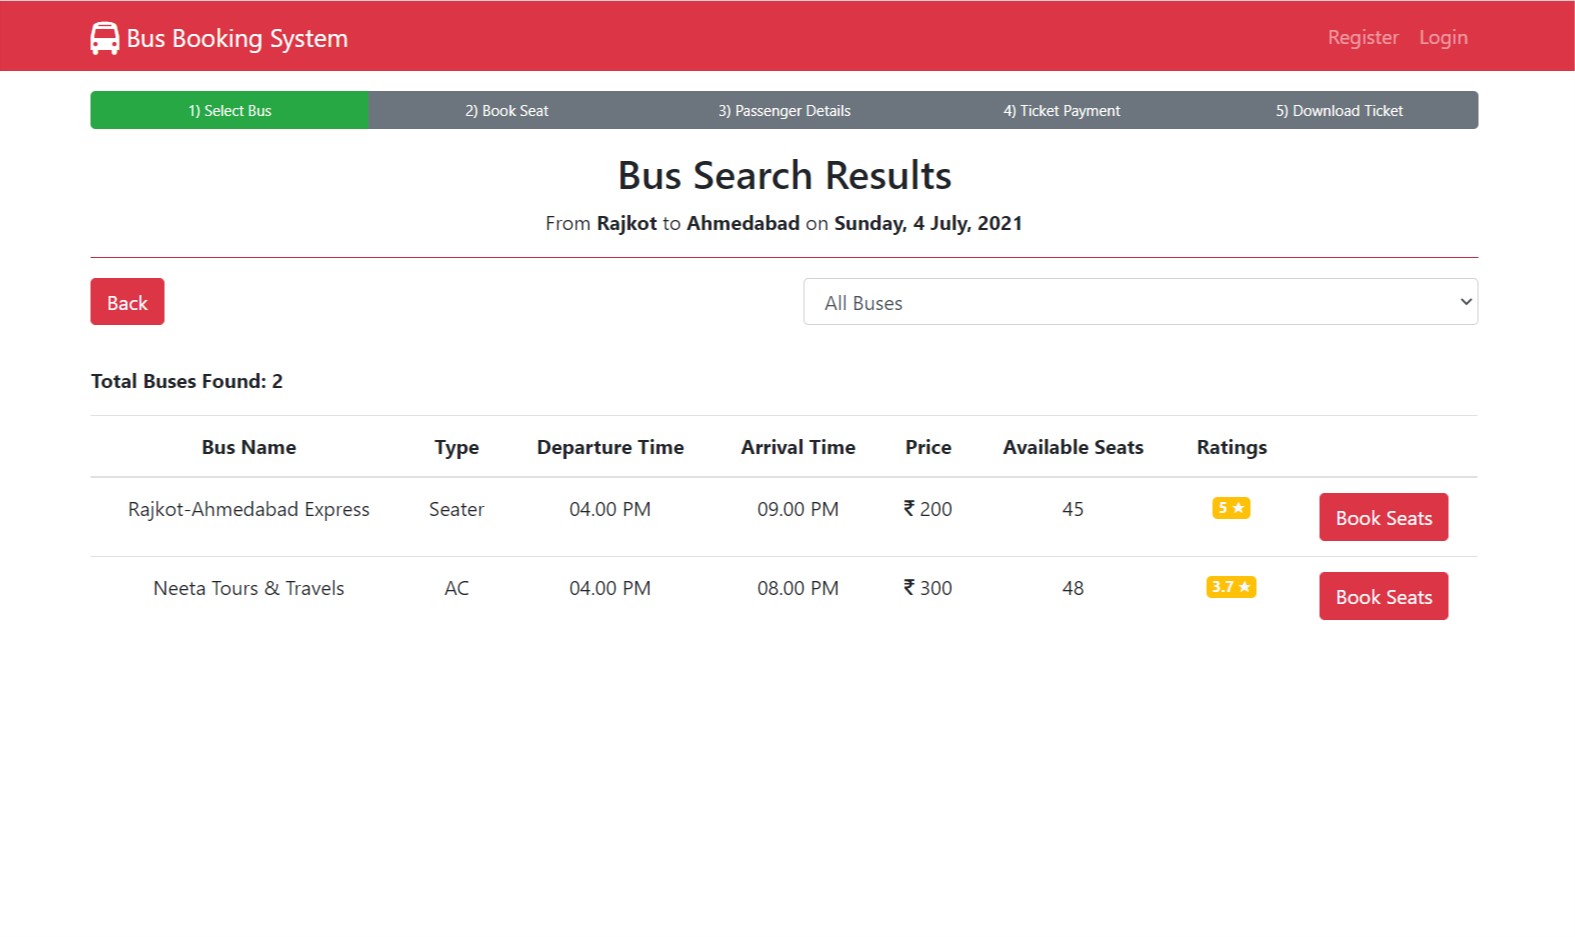 Bus Booking System Register Login
1) Select Bus 2) Book Seat 3) Passenger Details 4) Ticket Payment 5) Download Ticket
Bus Search Results
From Rajkot to Ahmedabad on Sunday, 4 July, 2021
Back All Buses
Total Buses Found: 2
Bus Name Type Departure Time Arrival Time Price Available Seats Ratings
Rajkot-Ahmedabad Express Seater 04.00 PM 09.00 PM ₹ 200 45 5 ★ Book Seats
Neeta Tours & Travels AC 04.00 PM 08.00 PM ₹ 300 48 3.7 ★ Book Seats